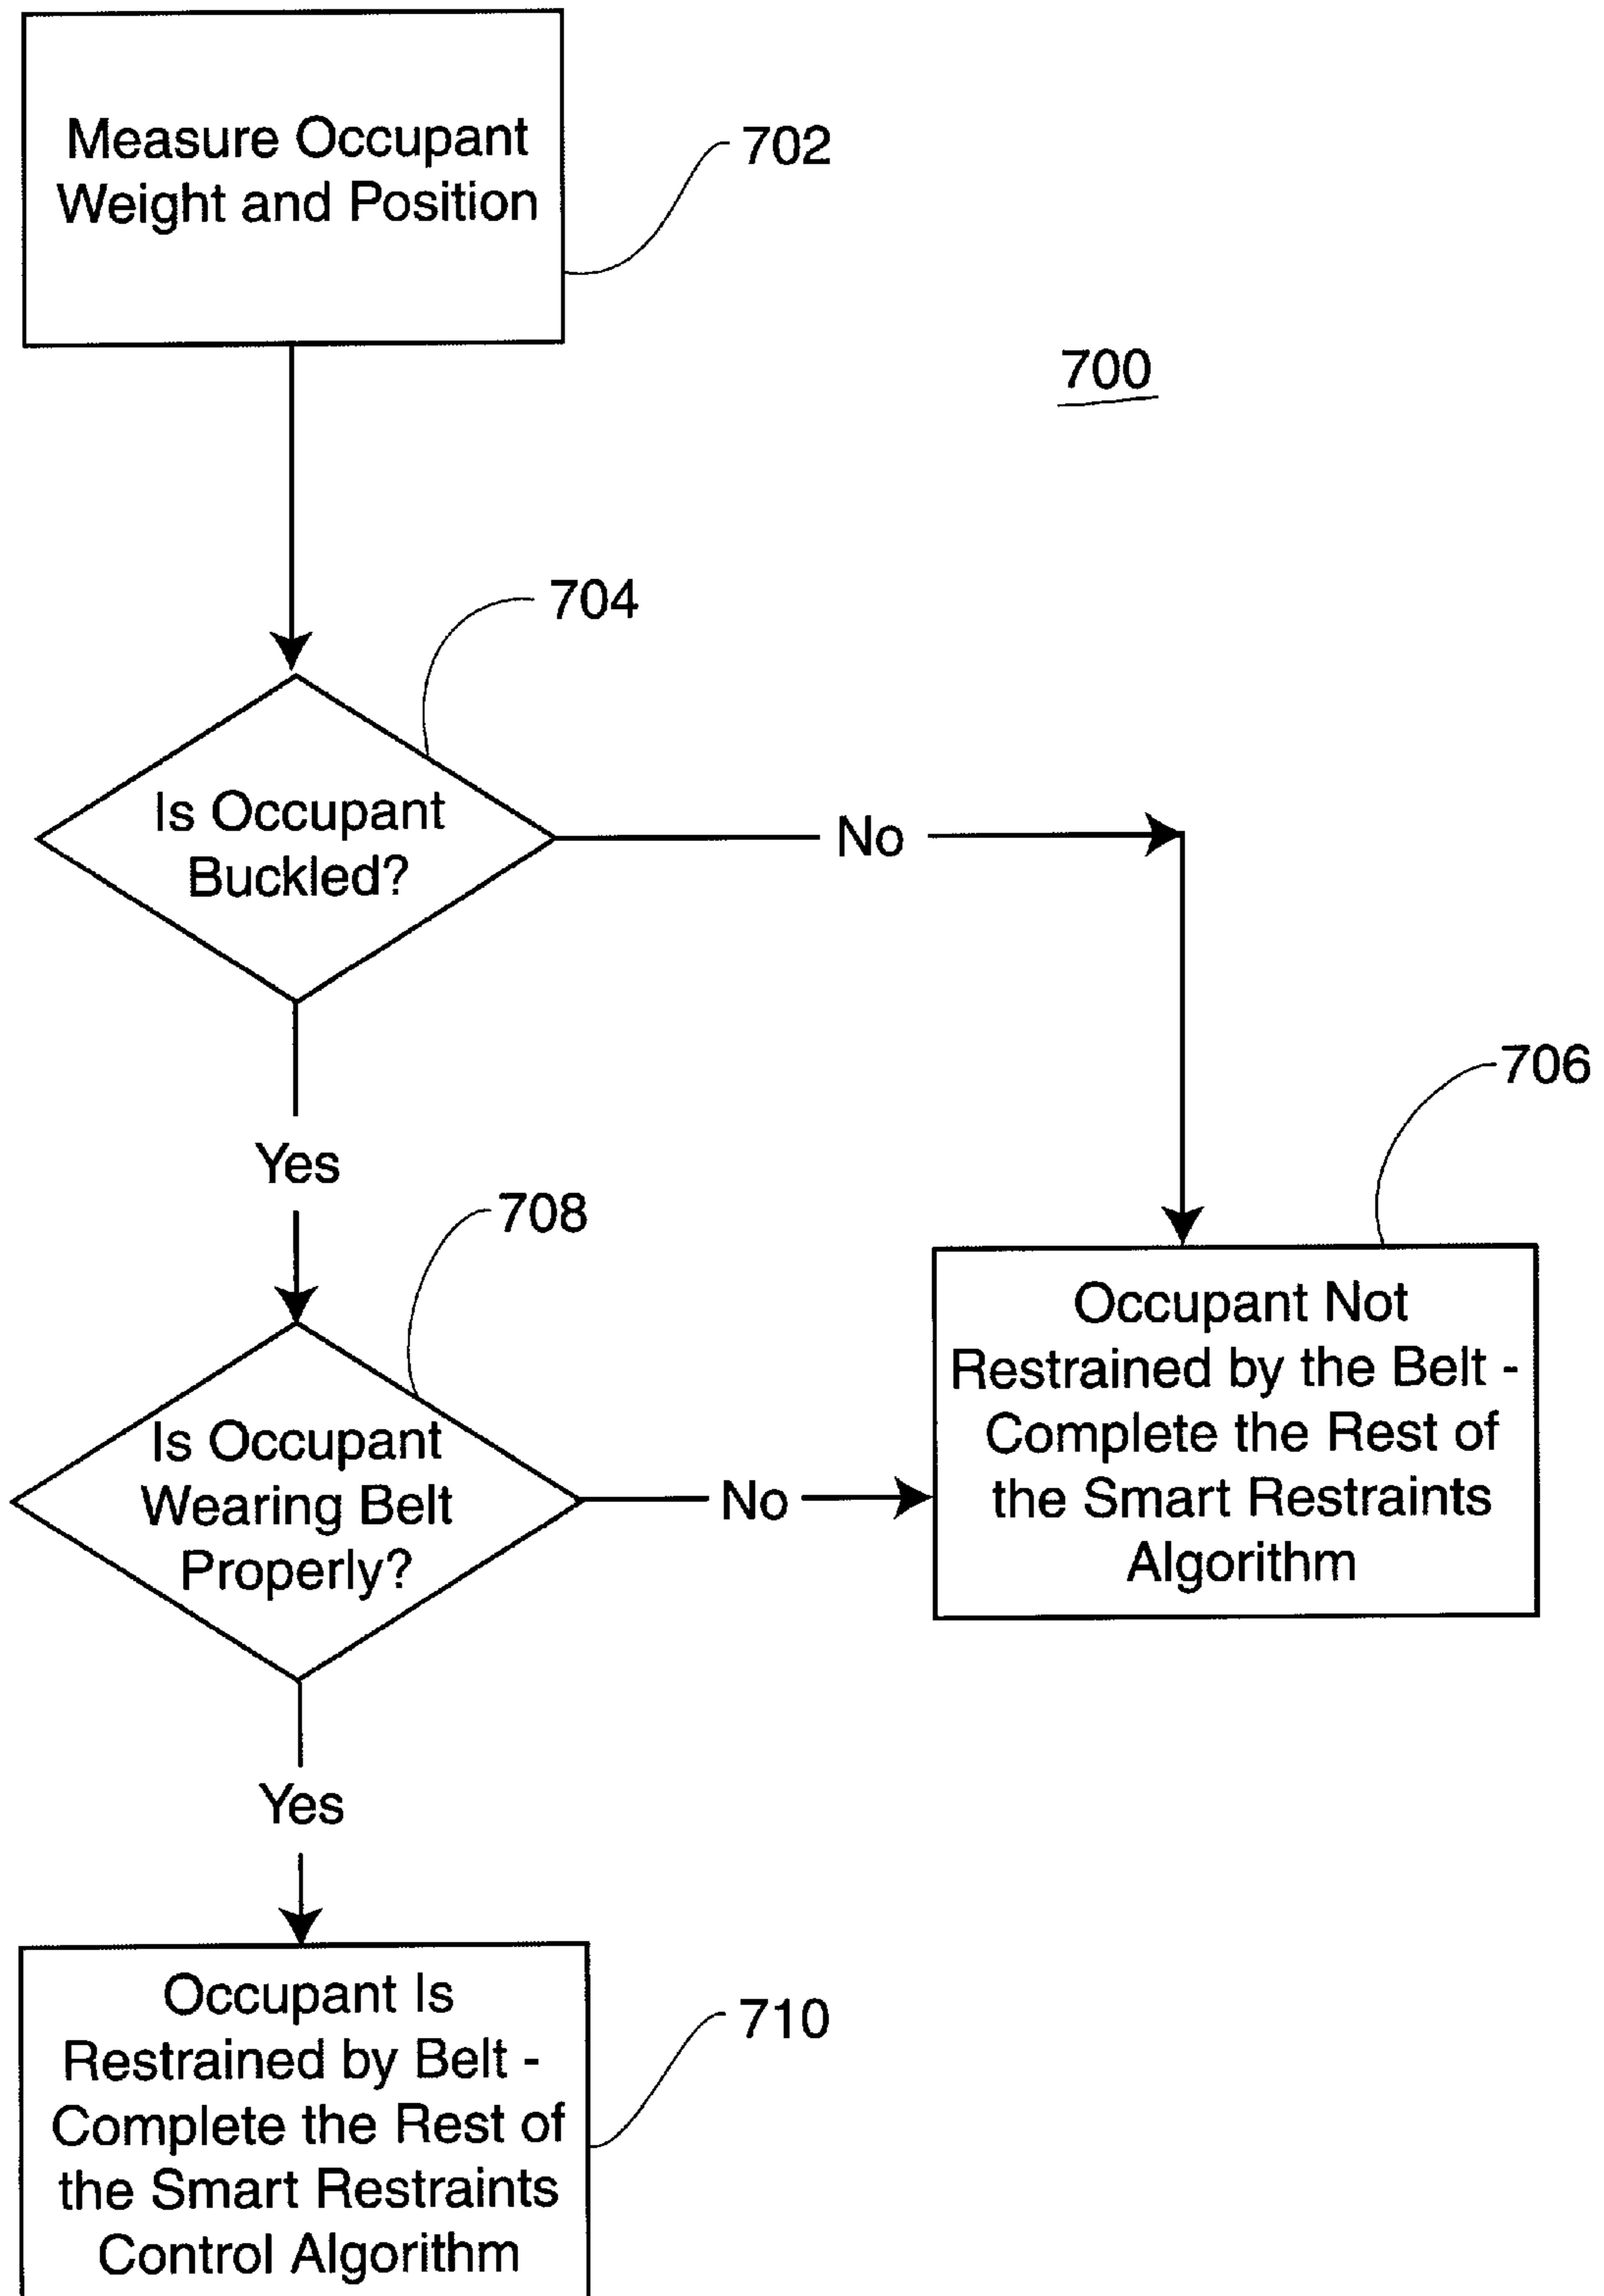 Measure Occupant
Weight and Position
702
700
704
Is Occupant
Buckled?
No
Yes
706
708
Occupant Not
Restrained by the Belt -
Complete the Rest of
the Smart Restraints
Algorithm
Is Occupant
Wearing Belt
Properly?
No
Yes
Occupant Is
Restrained by Belt -
Complete the Rest of
the Smart Restraints
Control Algorithm
710